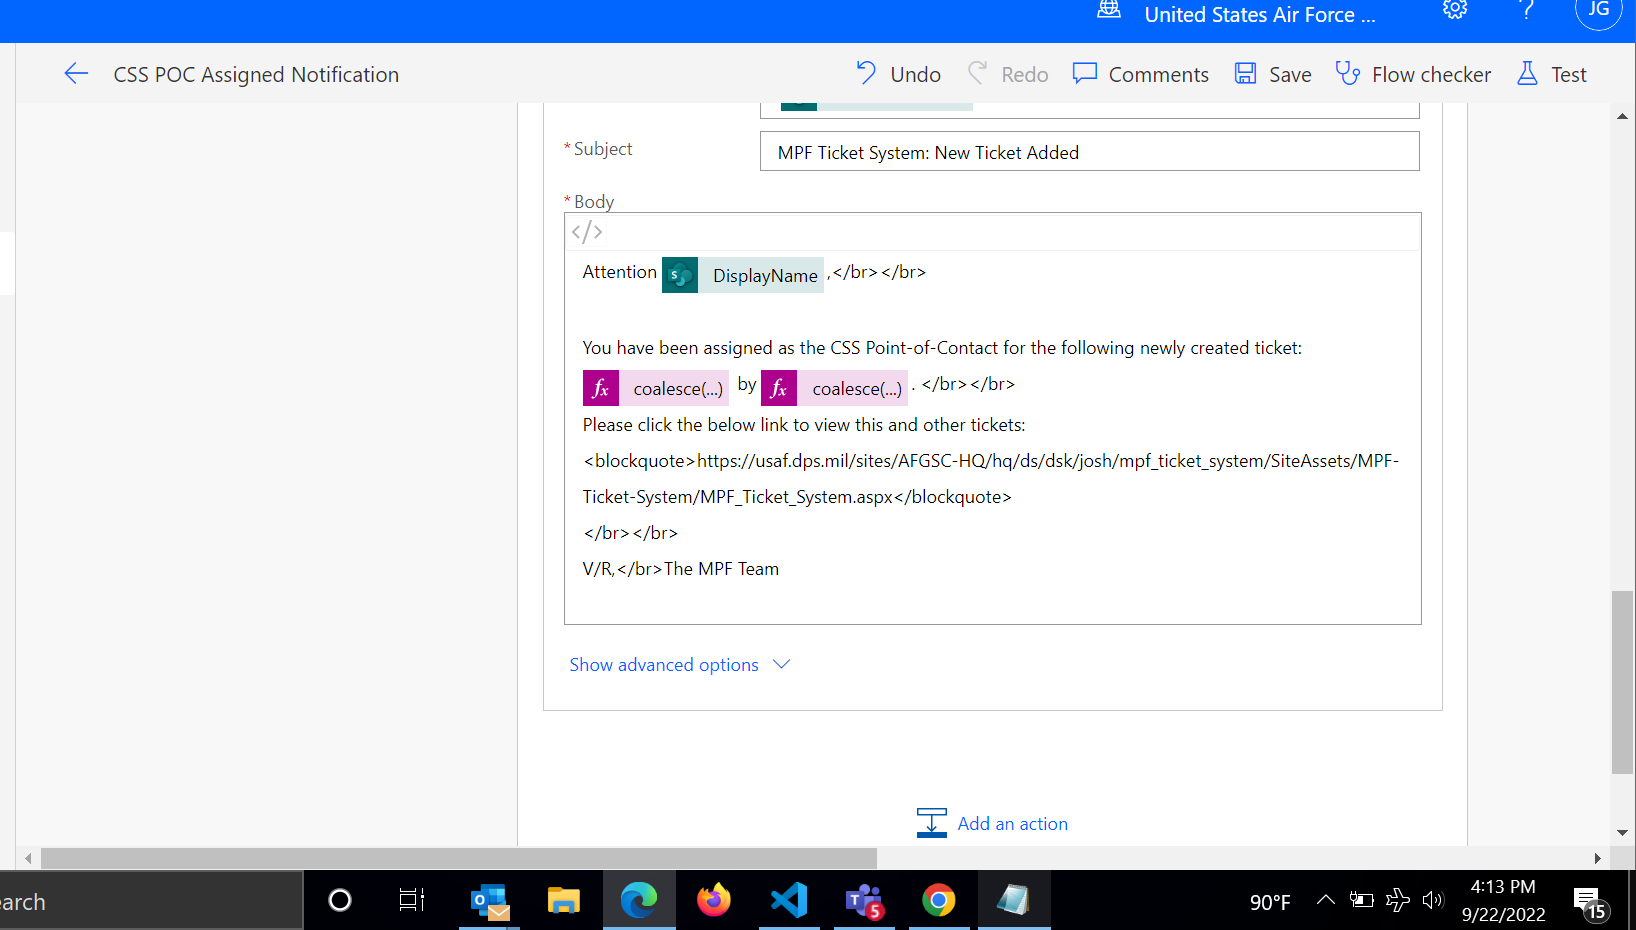 United States Air Force ...
?
JG
CSS POC Assigned Notification
Undo
Redo
Comments
Save
Flow checker
Test
* Subject
MPF Ticket System: New Ticket Added
* Body
</>
Attention S DisplayName ,</br></br>
You have been assigned as the CSS Point-of-Contact for the following newly created ticket:
fx coalesce(...) by fx coalesce(...) . </br></br>
Please click the below link to view this and other tickets:
<blockquote>https://usaf.dps.mil/sites/AFGSC-HQ/hq/ds/dsk/josh/mpf_ticket_system/SiteAssets/MPF-
Ticket-System/MPF_Ticket_System.aspx</blockquote>
</br></br>
V/R,</br>The MPF Team
Show advanced options
Add an action
earch
5
90°F
4:13 PM
9/22/2022
15